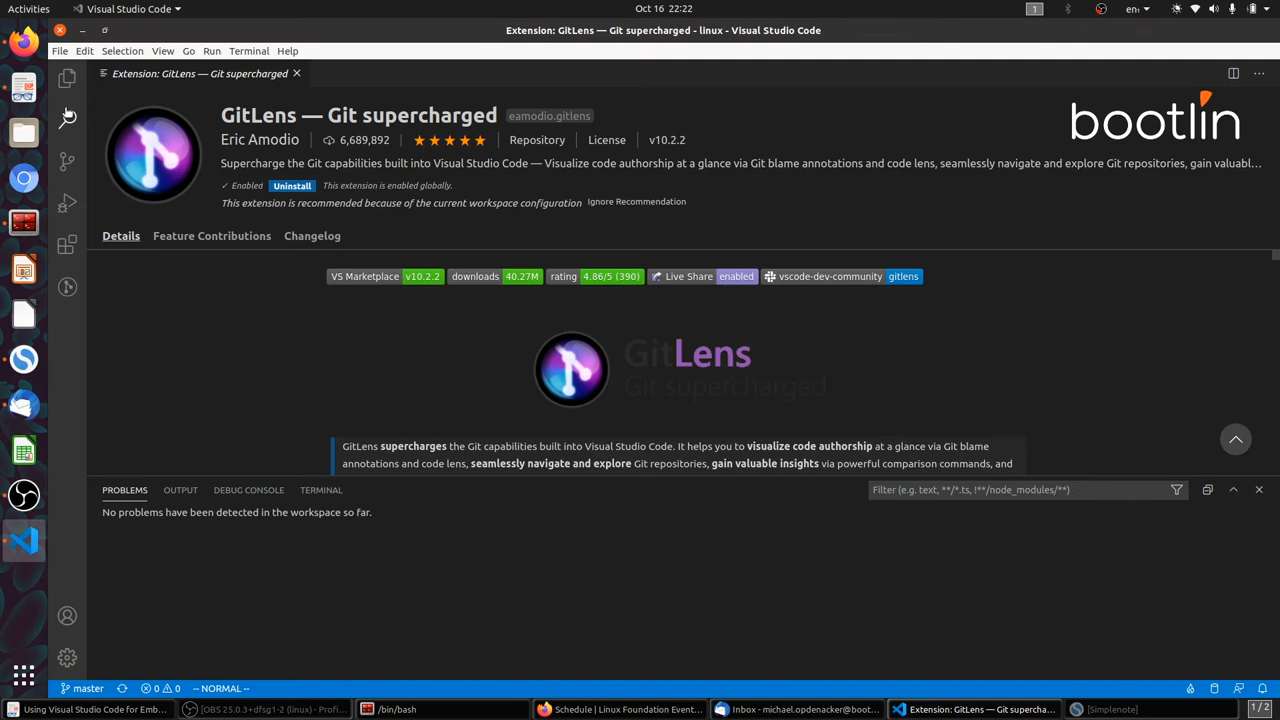 Activities
Visual Studio Code
Oct 16 22:22
1
en₁
Extension: GitLens — Git supercharged - linux - Visual Studio Code
File Edit Selection View Go Run Terminal Help
Extension: GitLens — Git supercharged
GitLens — Git supercharged eamodio.gitlens
bootlin
Eric Amodio 6,689,892 Repository License v10.2.2
Supercharge the Git capabilities built into Visual Studio Code — Visualize code authorship at a glance via Git blame annotations and code lens, seamlessly navigate and explore Git repositories, gain valuabl...
✓ Enabled Uninstall This extension is enabled globally.
This extension is recommended because of the current workspace configuration Ignore Recommendation
Details Feature Contributions Changelog
VS Marketplace v10.2.2 downloads 40.27M rating 4.86/5 (390) Live Share enabled vscode-dev-community gitlens
GitLens
Git supercharged
GitLens supercharges the Git capabilities built into Visual Studio Code. It helps you to visualize code authorship at a glance via Git blame
annotations and code lens, seamlessly navigate and explore Git repositories, gain valuable insights via powerful comparison commands, and
PROBLEMS OUTPUT DEBUG CONSOLE TERMINAL
Filter (e.g. text, **/*.ts, !**/node_modules/**)
No problems have been detected in the workspace so far.
master 0 0 -- NORMAL --
Using Visual Studio Code for Emb...
[OBS 25.0.3+dfsg1-2 (linux) - Profi...
/bin/bash
Schedule | Linux Foundation Event...
Inbox - michael.opdenacker@boot...
Extension: GitLens — Git supercha...
[Simplenote]
1 / 2